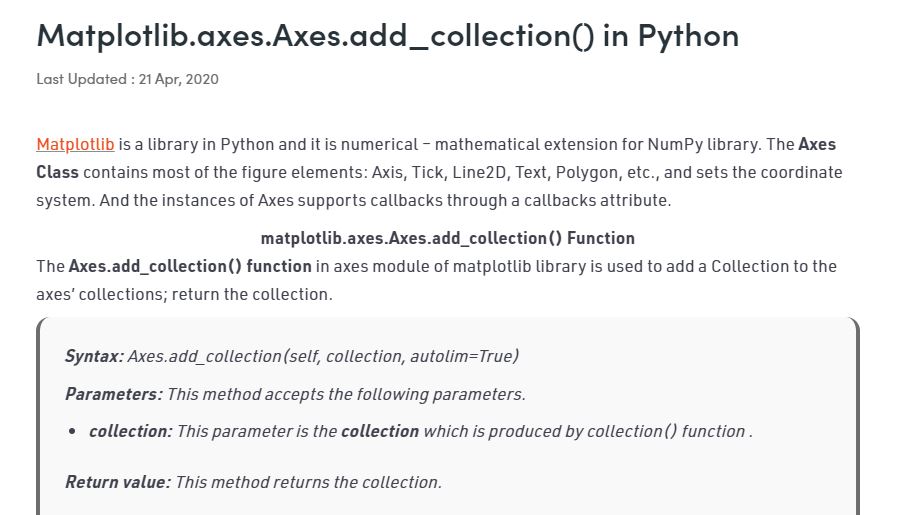 Matplotlib.axes.Axes.add_collection() in Python
Last Updated : 21 Apr, 2020
Matplotlib is a library in Python and it is numerical – mathematical extension for NumPy library. The Axes
Class contains most of the figure elements: Axis, Tick, Line2D, Text, Polygon, etc., and sets the coordinate
system. And the instances of Axes supports callbacks through a callbacks attribute.
matplotlib.axes.Axes.add_collection() Function
The Axes.add_collection() function in axes module of matplotlib library is used to add a Collection to the
axes’ collections; return the collection.
Syntax: Axes.add_collection(self, collection, autolim=True)
Parameters: This method accepts the following parameters.
• collection: This parameter is the collection which is produced by collection() function .
Return value: This method returns the collection.